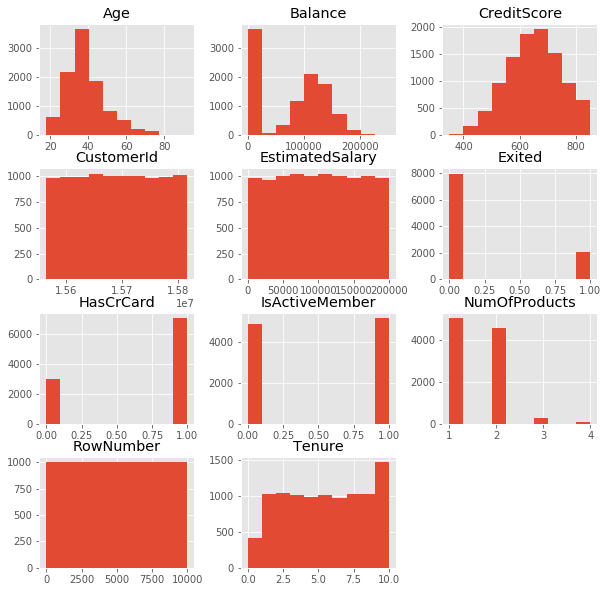 Age Balance CreditScore
3000 3000 2000
2000 2000 1500
1000 1000 1000
500
0 0 0
20 40 60 80 0 100000 200000 400 600 800
CustomerId EstimatedSalary Exited
1000 1000 8000
750 750 6000
500 500 4000
250 250 2000
0 0 0
1.56 1.57 1.58 0 50000 100000 150000 200000 0.00 0.25 0.50 0.75 1.00
1e7
HasCrCard IsActiveMember NumOfProducts
6000 4000 4000
4000 2000 2000
2000
0 0 0
0.00 0.25 0.50 0.75 1.00 0.00 0.25 0.50 0.75 1.00 1 2 3 4
RowNumber Tenure
1000 1500
750 1000
500 500
250
0 0
0 2500 5000 7500 10000 0.0 2.5 5.0 7.5 10.0